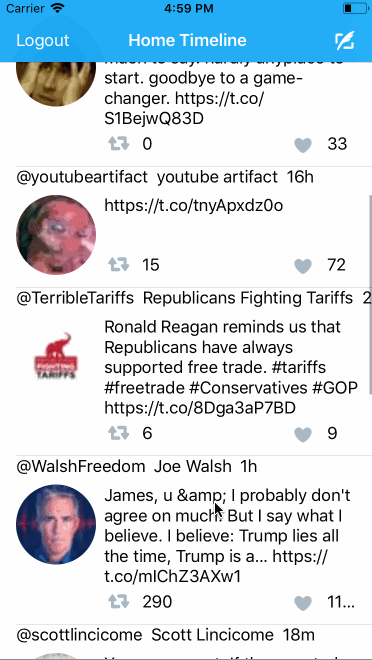 Carrier 4:59 PM
Logout Home Timeline
start. goodbye to a game-
changer. https://t.co/
S1BejwQ83D
0 33
@youtubeartifact youtube artifact 16h
https://t.co/tnyApxdz0o
15 72
@TerribleTariffs Republicans Fighting Tariffs 2
Ronald Reagan reminds us that
Republicans have always
supported free trade. #tariffs
#freetrade #Conservatives #GOP
https://t.co/8Dga3aP7BD
FIGHTING
TARIFFS
6 9
@WalshFreedom Joe Walsh 1h
James, u &amp; I probably don't
agree on much. But I say what I
believe. I believe: Trump lies all
the time, Trump is a... https://
t.co/mIChZ3AXw1
290 11...
@scottlincicome Scott Lincicome 18m